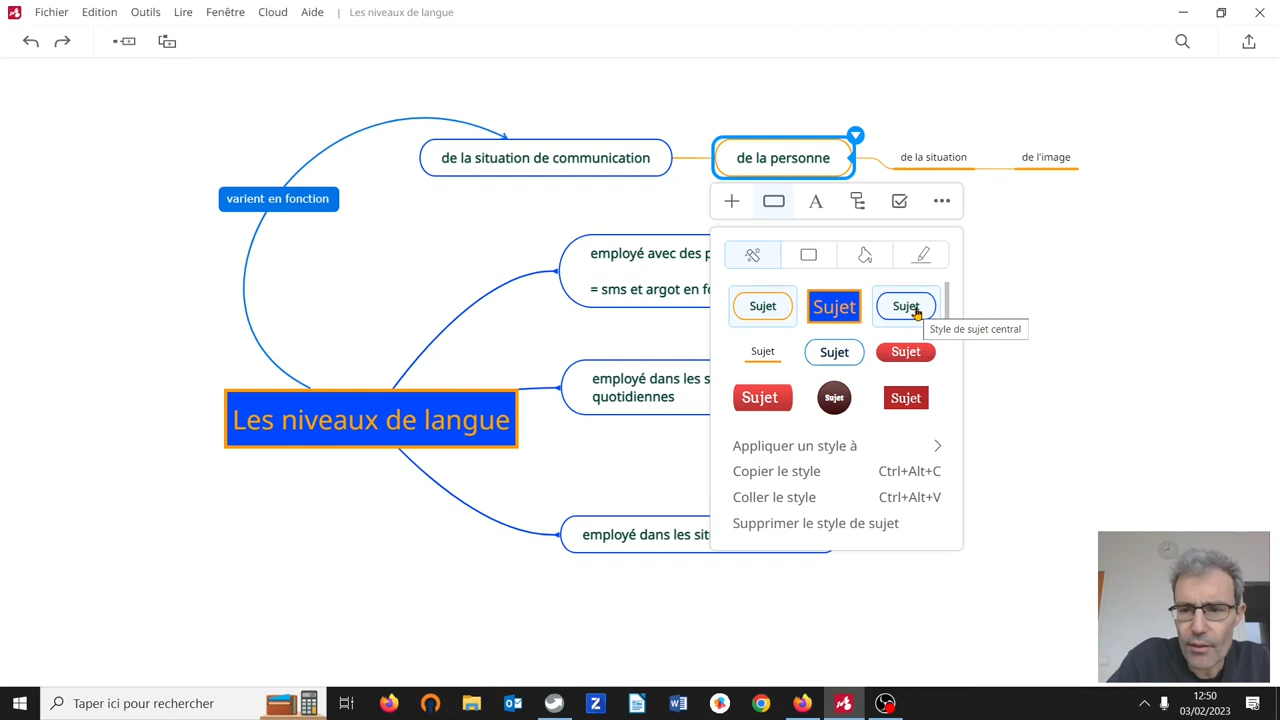 Fichier Edition Outils Lire Fenêtre Cloud Aide | Les niveaux de langue
de la situation de communication
de la personne
de la situation
de l'image
varient en fonction
employé avec des p
= sms et argot en fo
Sujet Sujet Sujet
Style de sujet central
Sujet Sujet Sujet
employé dans les s
quotidiennes
Sujet Sujet Sujet
Les niveaux de langue
Appliquer un style à
Copier le style Ctrl+Alt+C
Coller le style Ctrl+Alt+V
Supprimer le style de sujet
employé dans les sit
Taper ici pour rechercher
12:50
03/02/2023